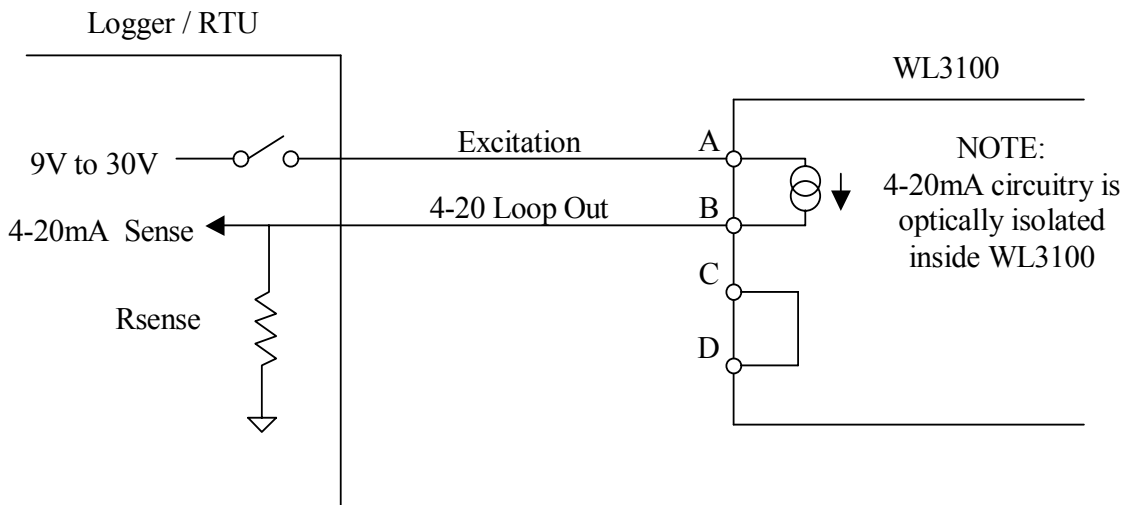 Logger / RTU
WL3100
9V to 30V
Excitation
A
NOTE:
4-20mA circuitry is
optically isolated
inside WL3100
4-20mA Sense
4-20 Loop Out
B
C
Rsense
D